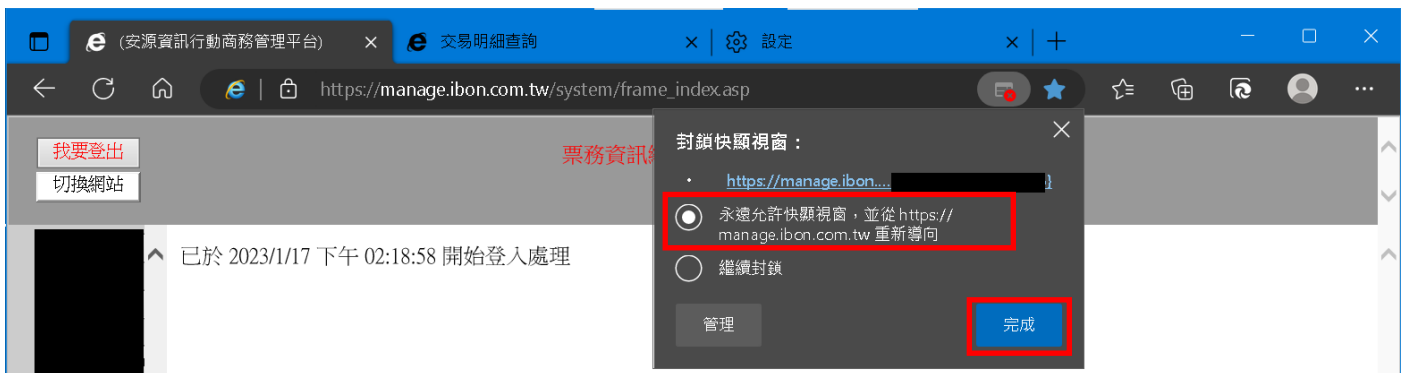 (安源資訊行動商務管理平台)
交易明細查詢
設定
https://manage.ibon.com.tw/system/frame_index.asp
我要登出
切換網站
票務資訊
封鎖快顯視窗：
https://manage.ibon....
永遠允許快顯視窗，並從 https://
manage.ibon.com.tw 重新導向
繼續封鎖
管理
完成
已於 2023/1/17 下午 02:18:58 開始登入處理